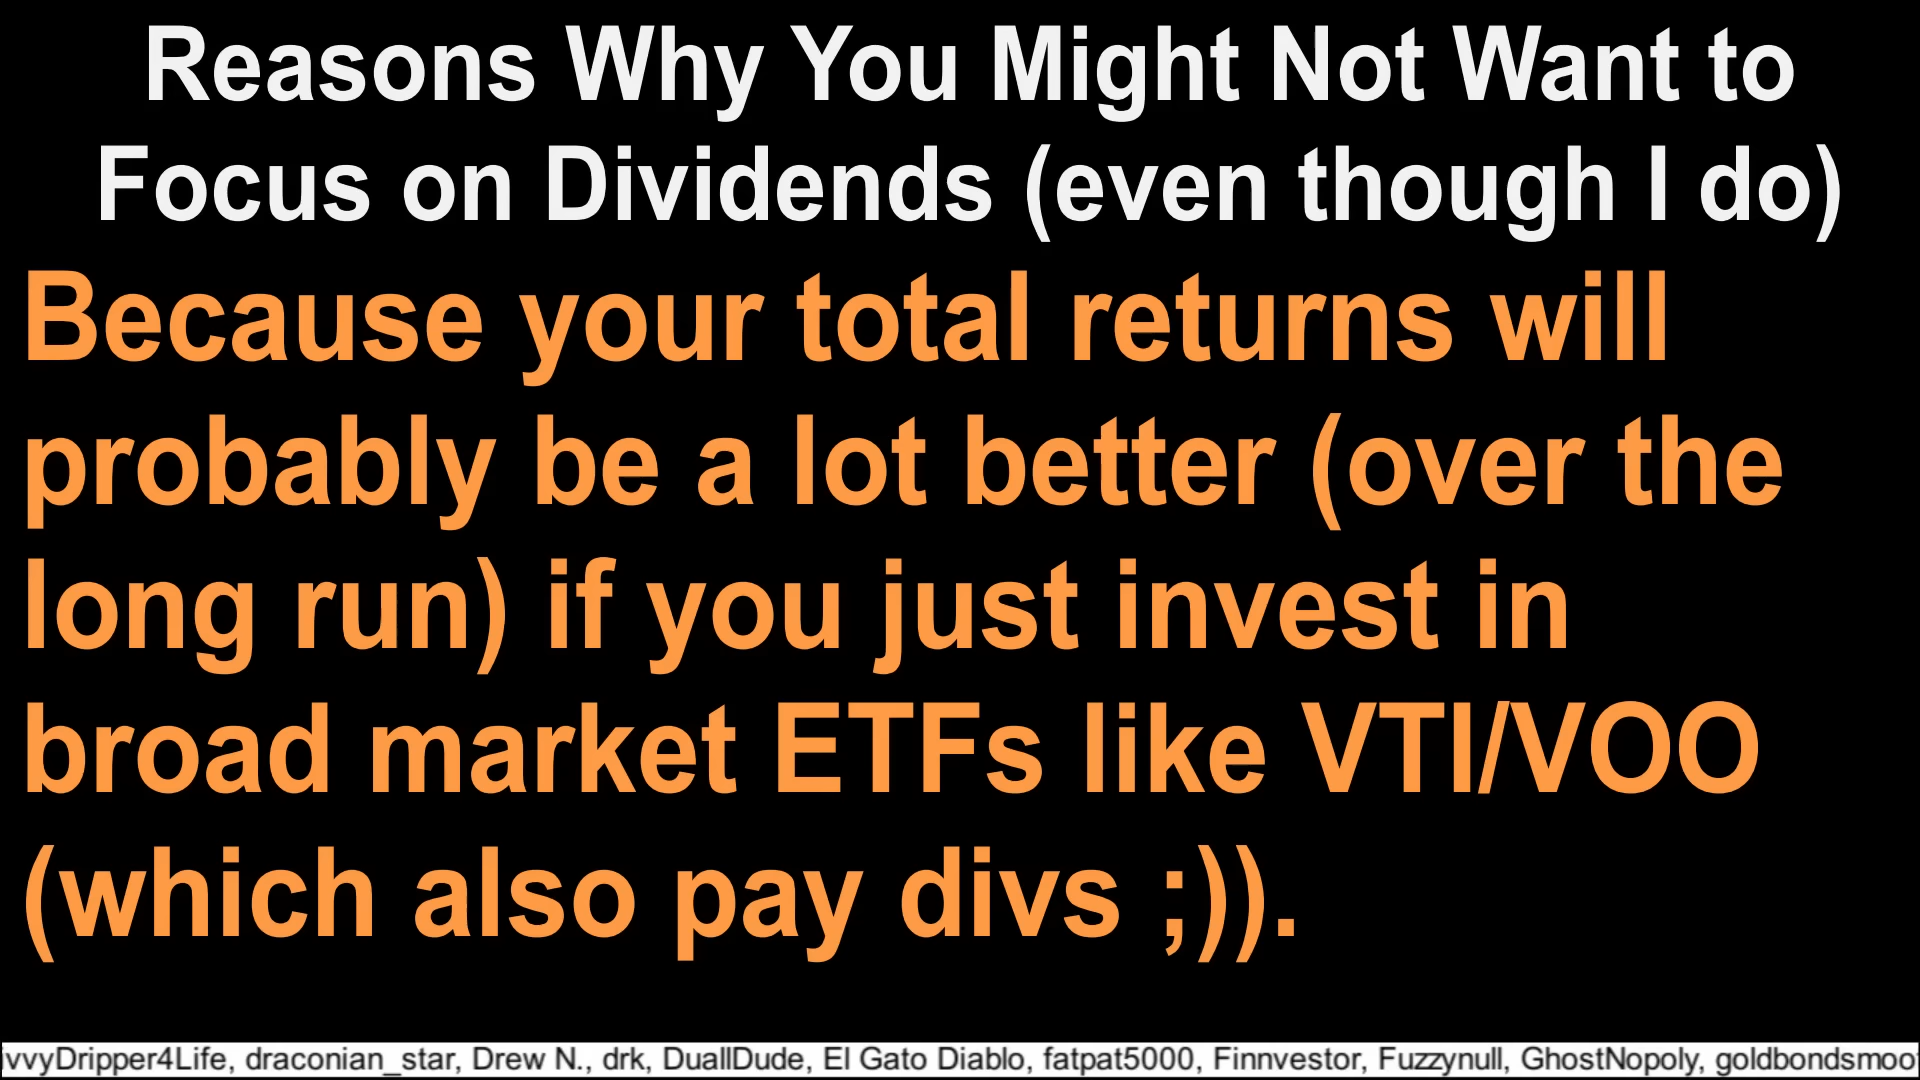 Reasons Why You Might Not Want to
Focus on Dividends (even though I do)
Because your total returns will
probably be a lot better (over the
long run) if you just invest in
broad market ETFs like VTI/VOO
(which also pay divs ;)).
ivvyDripper4Life, draconian_star, Drew N., drk, DuallDude, El Gato Diablo, fatpat5000, Finnvestor, Fuzzynull, GhostNopoly, goldbondsmoo